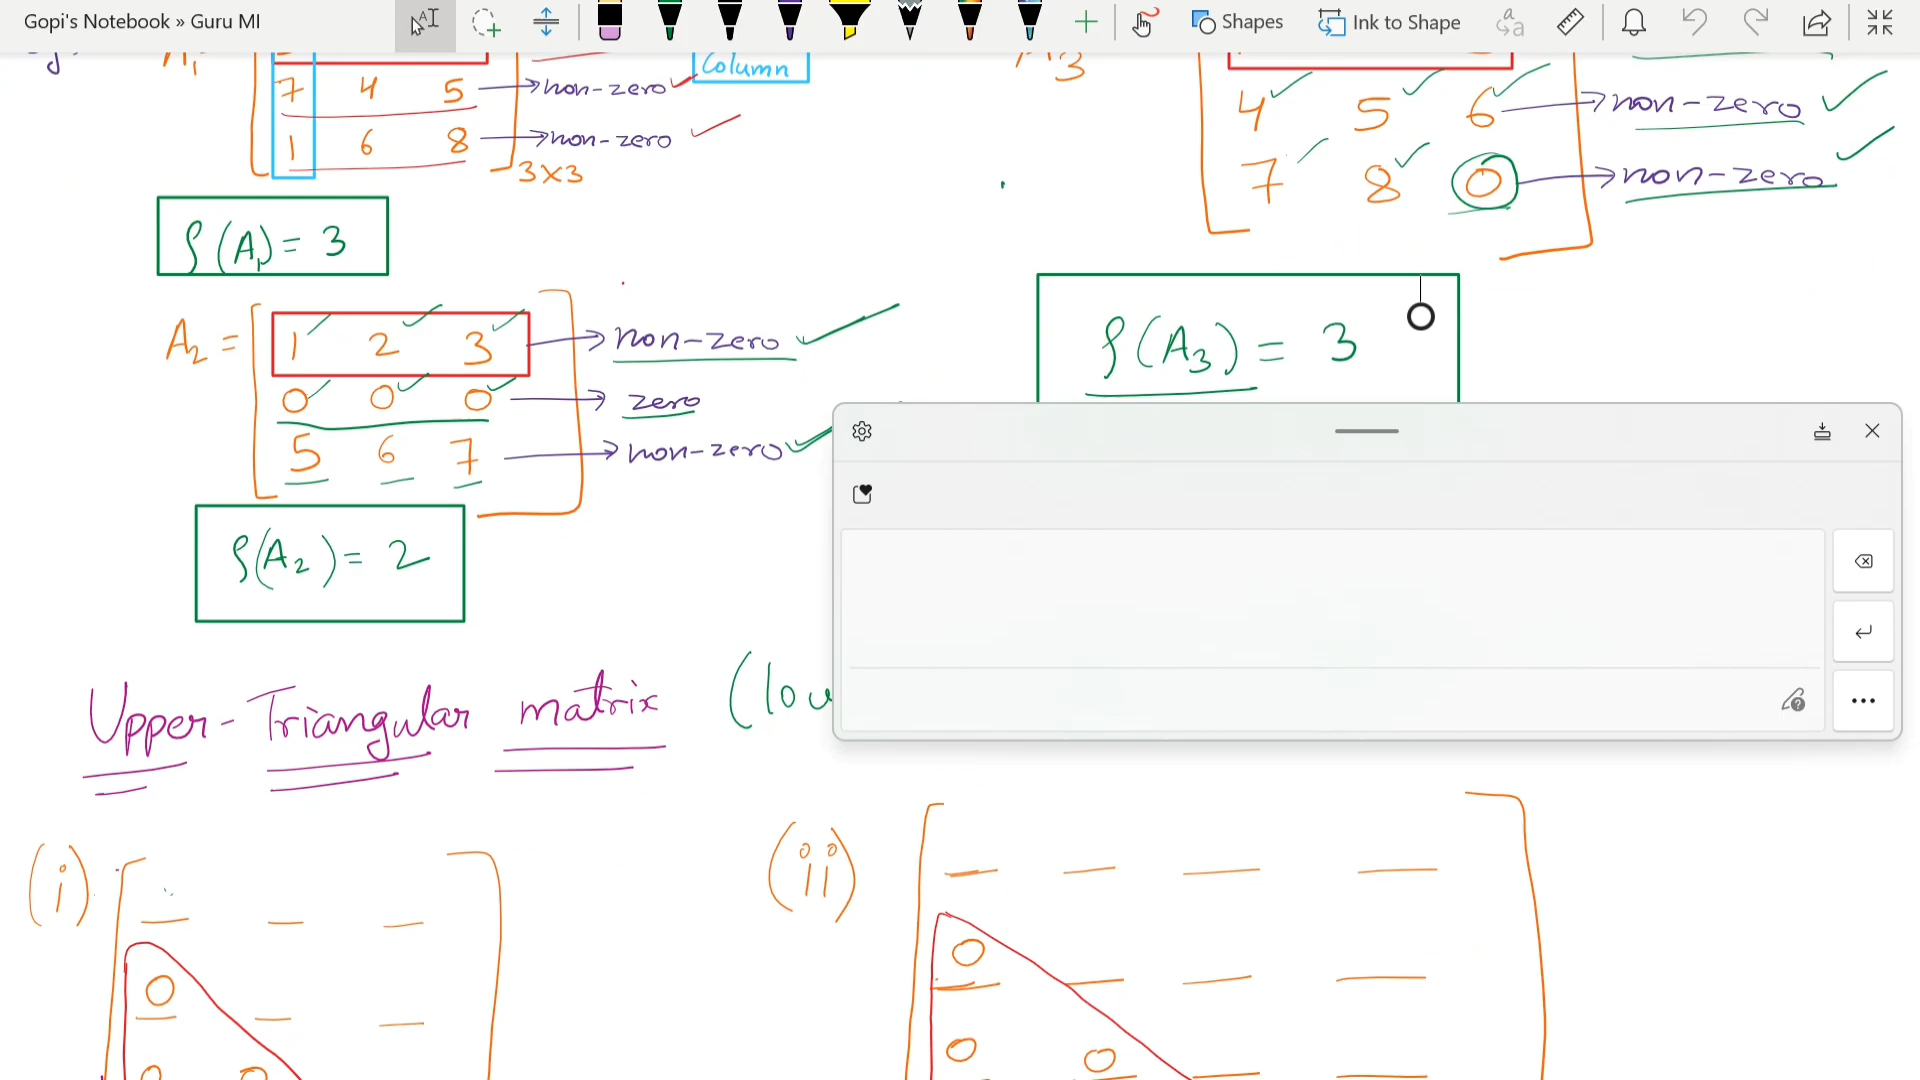 Gopi's Notebook » Guru MI
Shapes
Ink to Shape
Column
7 4 5 → non-zero
1 6 8 → non-zero
3×3
ρ(A₁) = 3
A₂ = 1 2 3 → non-zero
0 0 0 → zero
5 6 7 → non-zero
ρ(A₂) = 2
4 5 6 → non-zero
7 8 0 → non-zero
ρ(A₃) = 3
Upper-Triangular matrix (low
(i)
0
(ii)
0
0 0